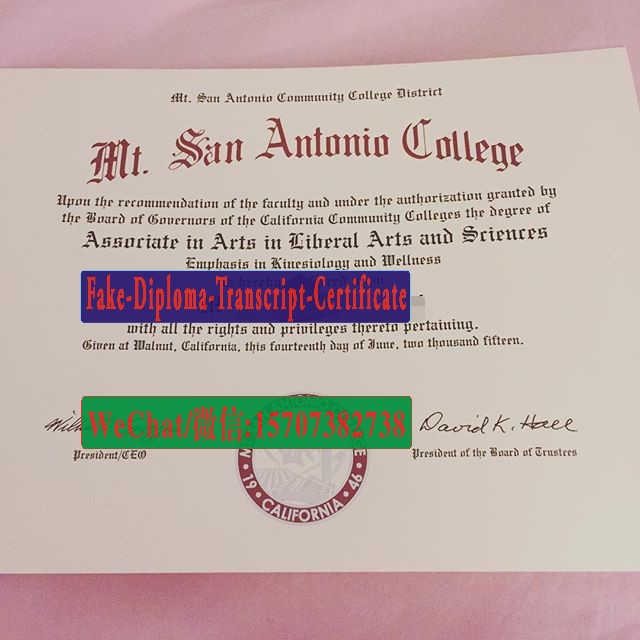 Mt. San Antonio Community College District
Mt. San Antonio College
Upon the recommendation of the faculty and under the authorization granted by
the Board of Governors of the California Community Colleges the degree of
Associate in Arts in Liberal Arts and Sciences
Emphasis in Kinesiology and Wellness
Fake-Diploma-Transcript-Certificate
with all the rights and privileges thereto pertaining.
Given at Walnut, California, this fourteenth day of June, two thousand fifteen.
WeChat/微信:15707382738
David K. Hall
President/CEO
President of the Board of Trustees
19 CALIFORNIA 46